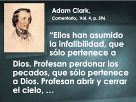 Adam Clark,
Comentario, Vol. 4, p. 596
“Ellos han asumido
la infalibilidad, que
sólo pertenece a
Dios. Profesan perdonar los
pecados, que sólo pertenece
a Dios. Profesan abrir y cerrar
el cielo, ...